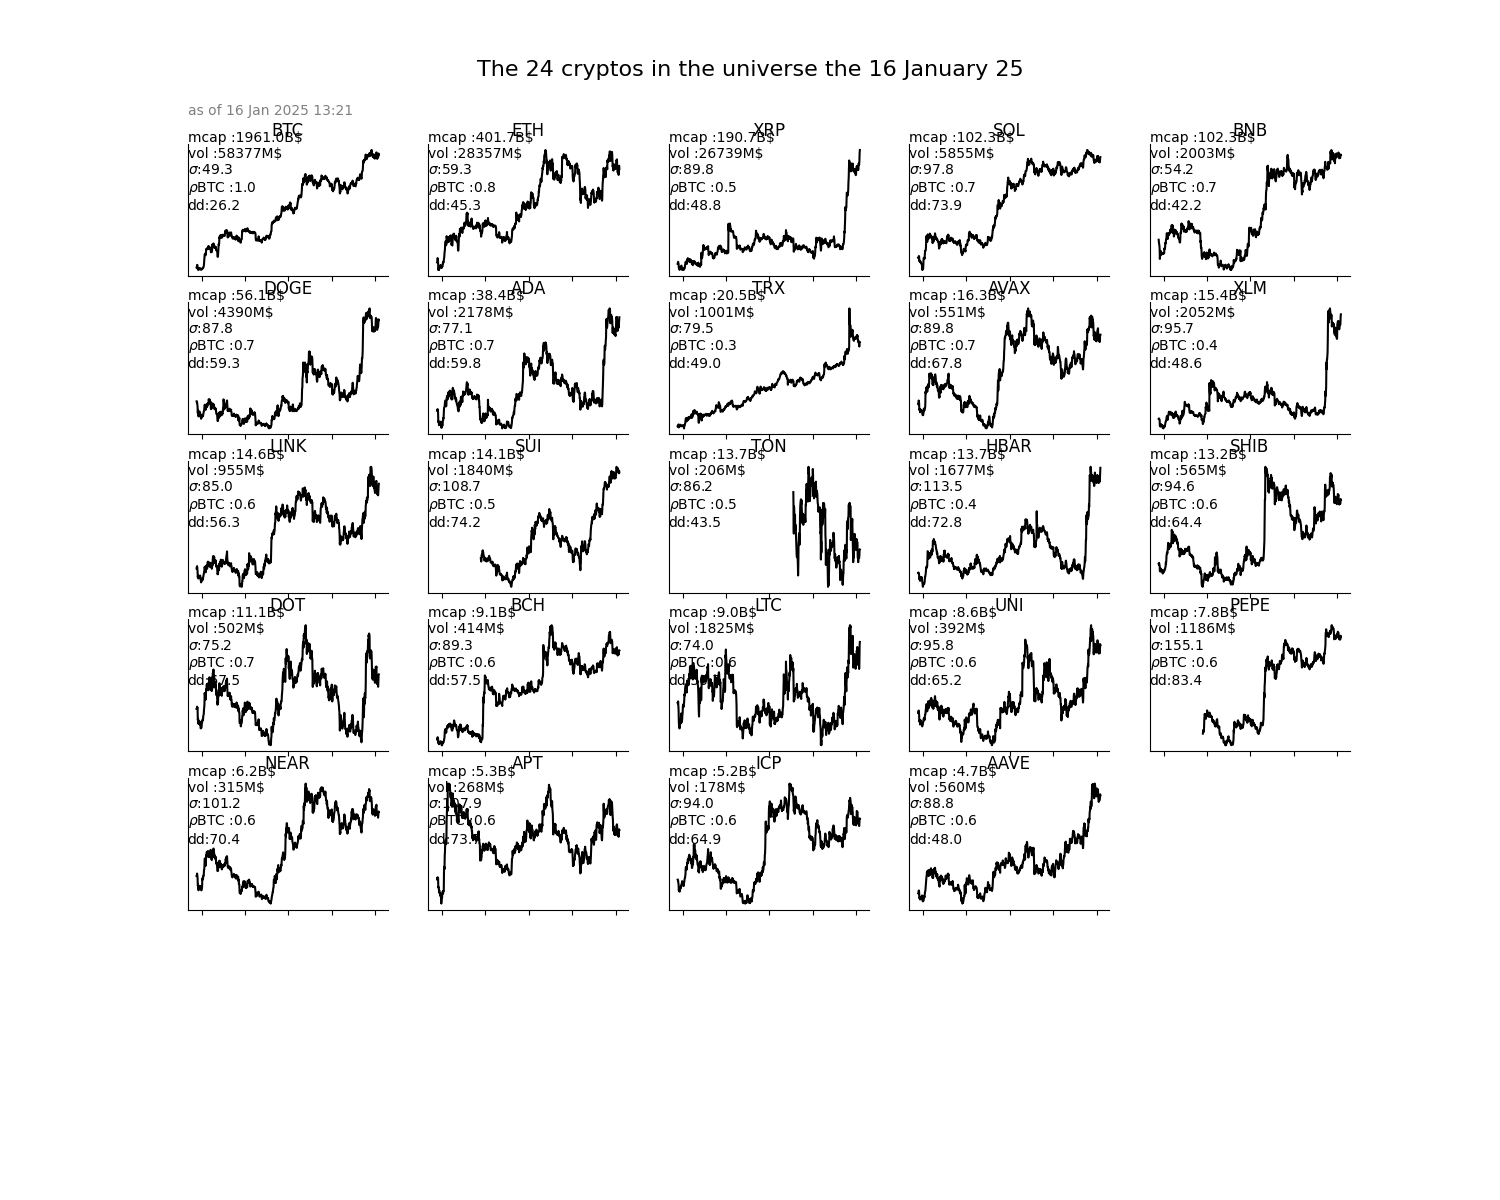 The 24 cryptos in the universe the 16 January 25
as of 16 Jan 2025 13:21
BTC
mcap :1961.0B$
vol :58377M$
σ:49.3
ρBTC :1.0
dd:26.2
ETH
mcap :401.7B$
vol :28357M$
σ:59.3
ρBTC :0.8
dd:45.3
XRP
mcap :190.7B$
vol :26739M$
σ:89.8
ρBTC :0.5
dd:48.8
SOL
mcap :102.3B$
vol :5855M$
σ:97.8
ρBTC :0.7
dd:73.9
BNB
mcap :102.3B$
vol :2003M$
σ:54.2
ρBTC :0.7
dd:42.2
DOGE
mcap :56.1B$
vol :4390M$
σ:87.8
ρBTC :0.7
dd:59.3
ADA
mcap :38.4B$
vol :2178M$
σ:77.1
ρBTC :0.7
dd:59.8
TRX
mcap :20.5B$
vol :1001M$
σ:79.5
ρBTC :0.3
dd:49.0
AVAX
mcap :16.3B$
vol :551M$
σ:89.8
ρBTC :0.7
dd:67.8
XLM
mcap :15.4B$
vol :2052M$
σ:95.7
ρBTC :0.4
dd:48.6
LINK
mcap :14.6B$
vol :955M$
σ:85.0
ρBTC :0.6
dd:56.3
SUI
mcap :14.1B$
vol :1840M$
σ:108.7
ρBTC :0.5
dd:74.2
TON
mcap :13.7B$
vol :206M$
σ:86.2
ρBTC :0.5
dd:43.5
HBAR
mcap :13.7B$
vol :1677M$
σ:113.5
ρBTC :0.4
dd:72.8
SHIB
mcap :13.2B$
vol :565M$
σ:94.6
ρBTC :0.6
dd:64.4
DOT
mcap :11.1B$
vol :502M$
σ:75.2
ρBTC :0.7
BCH
mcap :9.1B$
vol :414M$
σ:89.3
ρBTC :0.6
dd:57.5
LTC
mcap :9.0B$
vol :1825M$
σ:74.0
ρBTC :0.6
UNI
mcap :8.6B$
vol :392M$
σ:95.8
ρBTC :0.6
dd:65.2
PEPE
mcap :7.8B$
vol :1186M$
σ:155.1
ρBTC :0.6
dd:83.4
NEAR
mcap :6.2B$
vol :315M$
σ:101.2
ρBTC :0.6
dd:70.4
APT
mcap :5.3B$
vol :268M$
σ:107.9
ρBTC :0.6
ICP
mcap :5.2B$
vol :178M$
σ:94.0
ρBTC :0.6
dd:64.9
AAVE
mcap :4.7B$
vol :560M$
σ:88.8
ρBTC :0.6
dd:48.0